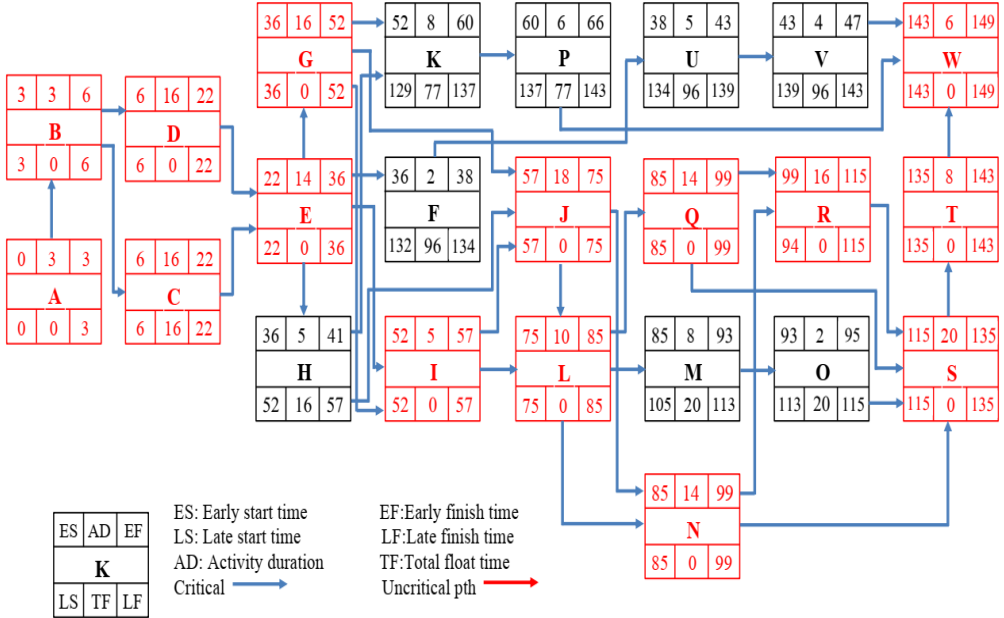 36 16 52
G
36 0 52
52 8 60
K
129 77 137
60 6 66
P
137 77 143
38 5 43
U
134 96 139
43 4 47
V
139 96 143
143 6 149
W
143 0 149
3 3 6
B
3 0 6
6 16 22
D
6 0 22
22 14 36
E
22 0 36
36 2 38
F
132 96 134
57 18 75
J
57 0 75
85 14 99
Q
85 0 99
99 16 115
R
94 0 115
135 8 143
T
135 0 143
0 3 3
A
0 0 3
6 16 22
C
6 16 22
36 5 41
H
52 16 57
52 5 57
I
52 0 57
75 10 85
L
75 0 85
85 8 93
M
105 20 113
93 2 95
O
113 20 115
115 20 135
S
115 0 135
85 14 99
N
85 0 99
ES AD EF
K
LS TF LF
ES: Early start time
LS: Late start time
AD: Activity duration
Critical
EF:Early finish time
LF:Late finish time
TF:Total float time
Uncritical pth